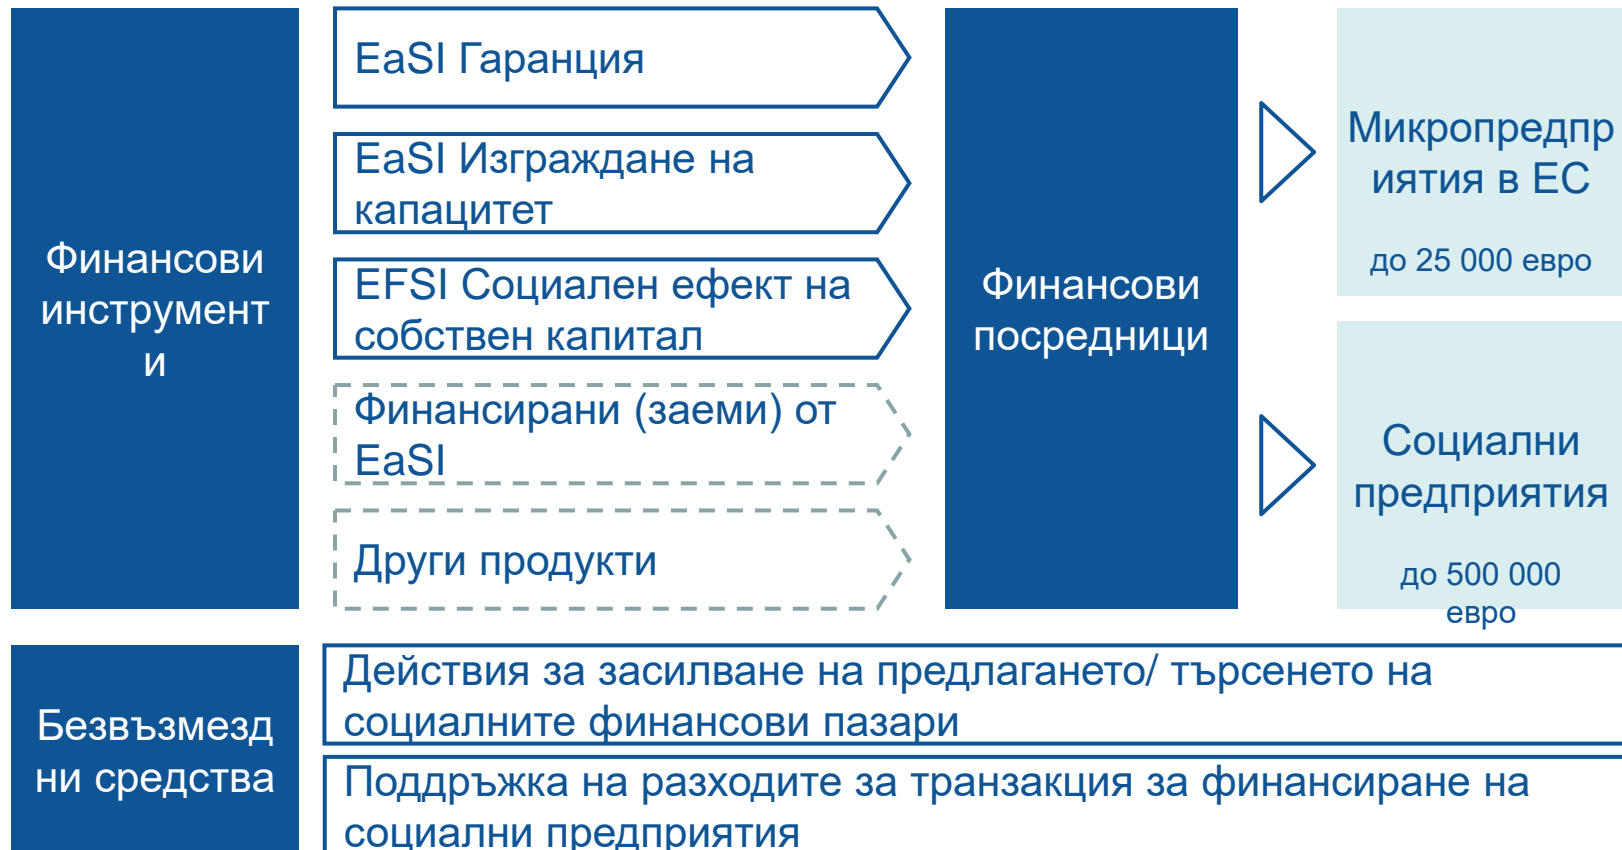 Финансови
инструмент
и
EaSI Гаранция
EaSI Изграждане на
капацитет
EFSI Социален ефект на
собствен капитал
Финансирани (заеми) от
EaSI
Други продукти
Финансови
посредници
Микропредпр
иятия в ЕС
до 25 000 евро
Социални
предприятия
до 500 000
евро
Безвъзмезд
ни средства
Действия за засилване на предлагането/ търсенето на
социалните финансови пазари
Поддръжка на разходите за транзакция за финансиране на
социални предприятия